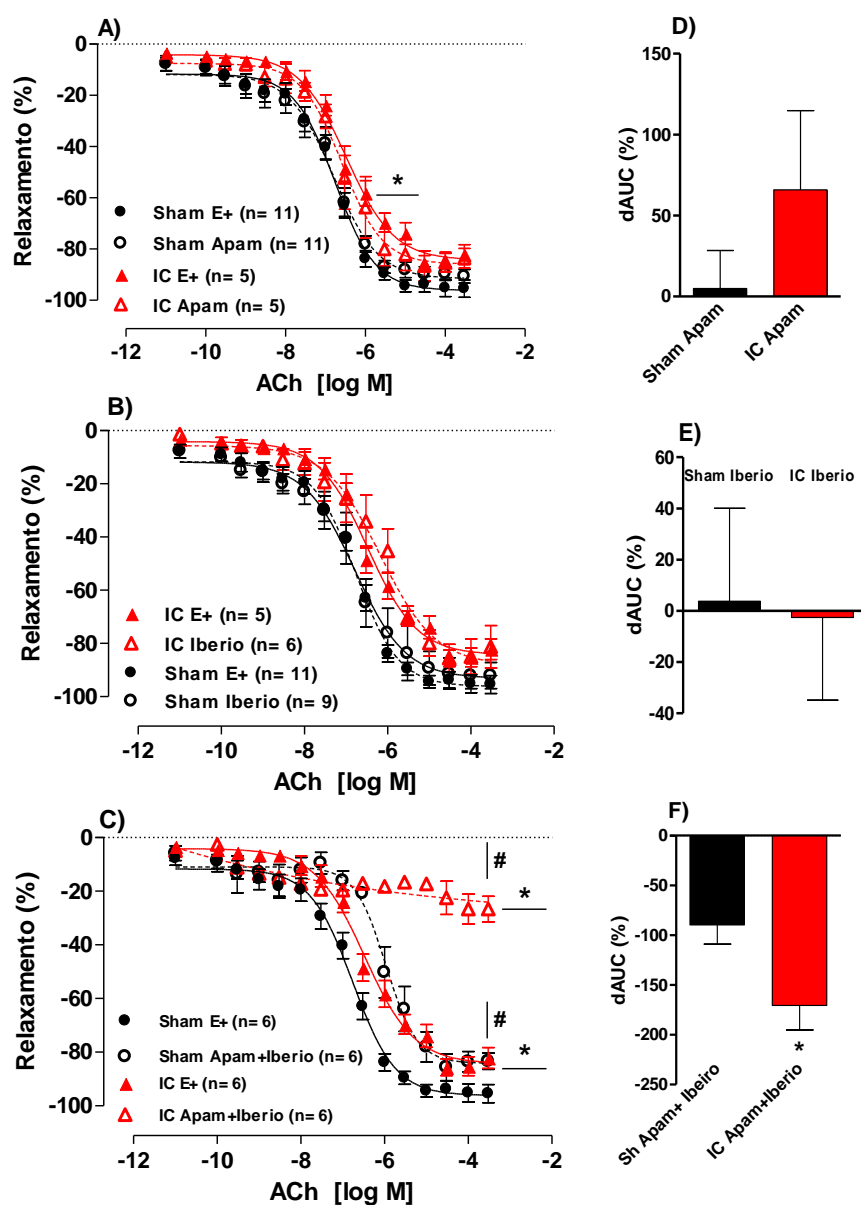 A)
0
-20
-40
-60
-80
-100
Relaxamento (%)
*
Sham E+ (n= 11)
Sham Apam (n= 11)
IC E+ (n= 5)
IC Apam (n= 5)
-12 -10 -8 -6 -4 -2
ACh [log M]
D)
150
100
50
0
dAUC (%)
Sham Apam
IC Apam
B)
0
-20
-40
-60
-80
-100
Relaxamento (%)
IC E+ (n= 5)
IC Iberio (n= 6)
Sham E+ (n= 11)
Sham Iberio (n= 9)
-12 -10 -8 -6 -4 -2
ACh [log M]
E)
60
40
20
0
-20
-40
dAUC (%)
Sham Iberio IC Iberio
C)
0
-20
-40
-60
-80
-100
Relaxamento (%)
#
*
#
*
Sham E+ (n= 6)
Sham Apam+Iberio (n= 6)
IC E+ (n= 6)
IC Apam+Iberio (n= 6)
-12 -10 -8 -6 -4 -2
ACh [log M]
F)
0
-50
-100
-150
-200
-250
dAUC (%)
*
Sh Apam+ Ibeiro
IC Apam+Iberio